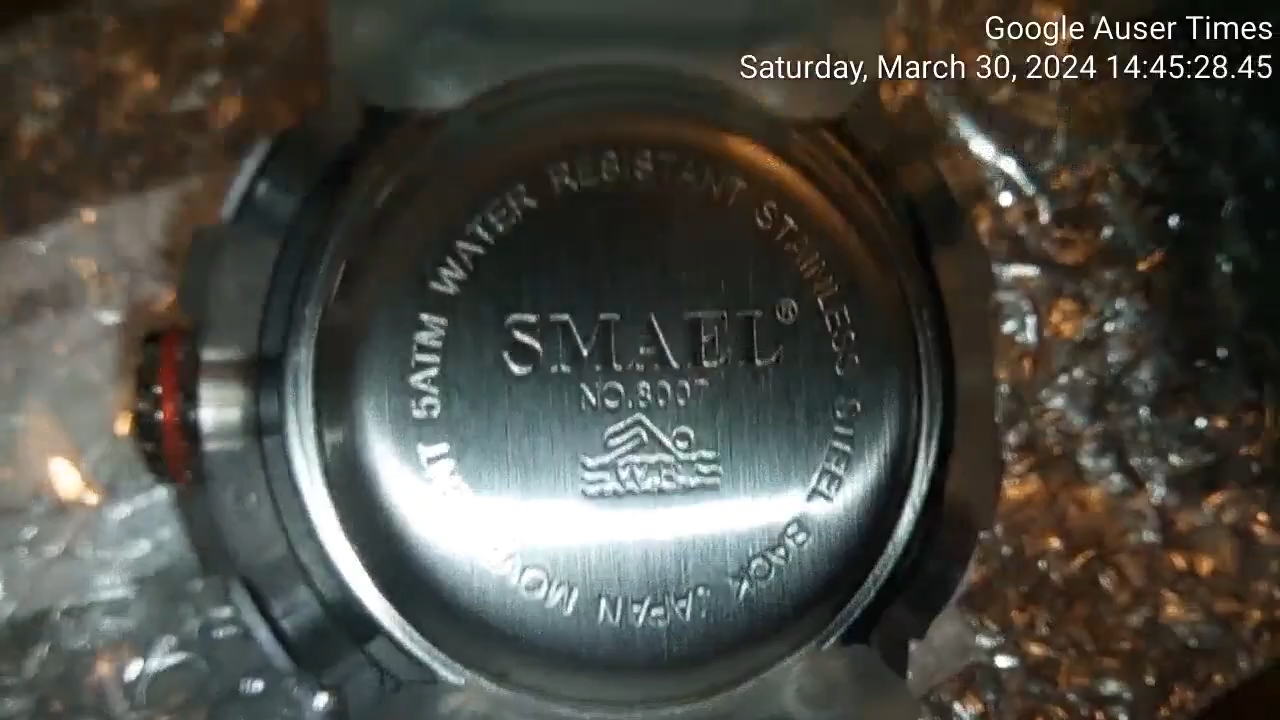 Google Auser Times
Saturday, March 30, 2024 14:45:28.45
5ATM WATER RESISTANT STAINLESS STEEL BACK JAPAN
SMAEL®
NO.8007
W.R